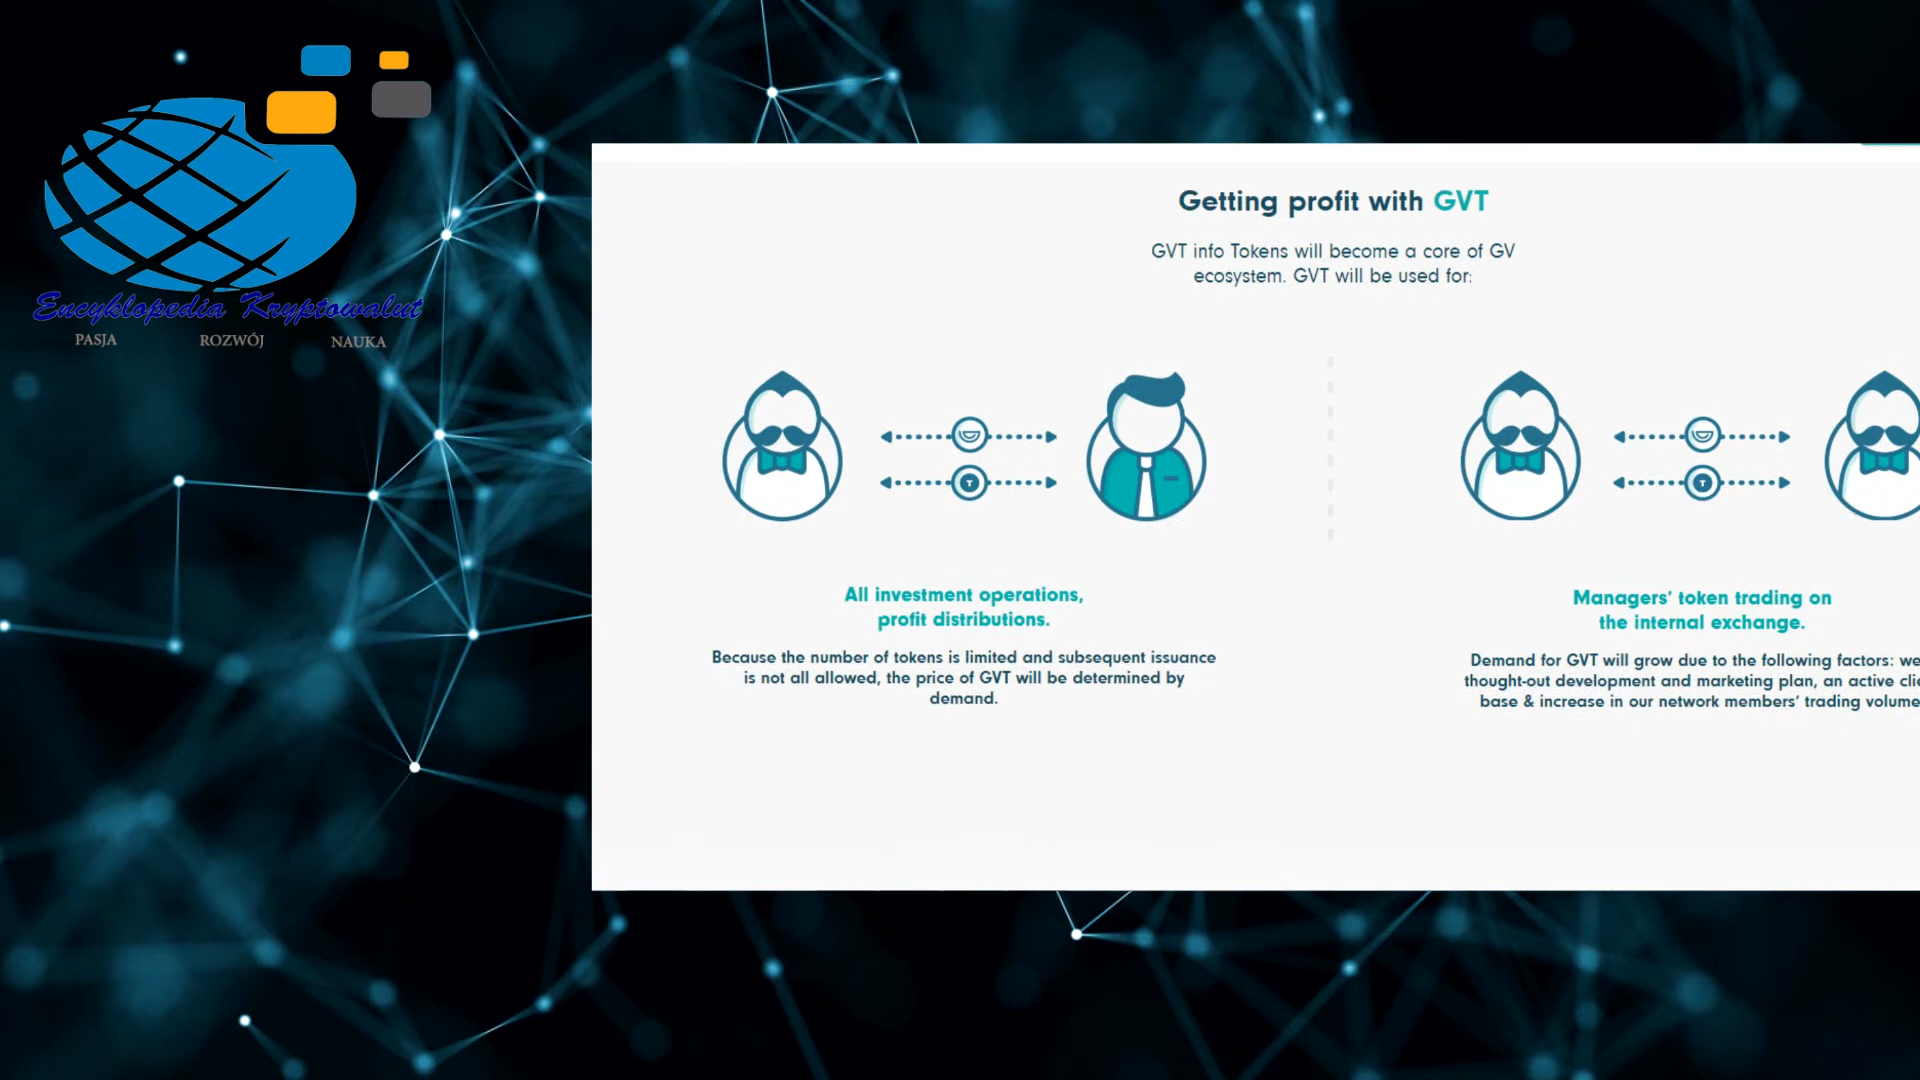 Encyklopedia Kryptowalut
PASJA ROZWÓJ NAUKA
Getting profit with GVT
GVT info Tokens will become a core of GV
ecosystem. GVT will be used for:
All investment operations,
profit distributions.
Because the number of tokens is limited and subsequent issuance
is not all allowed, the price of GVT will be determined by
demand.
Managers’ token trading on
the internal exchange.
Demand for GVT will grow due to the following factors:
thought-out development and marketing plan, an active
base & increase in our network members’ trading